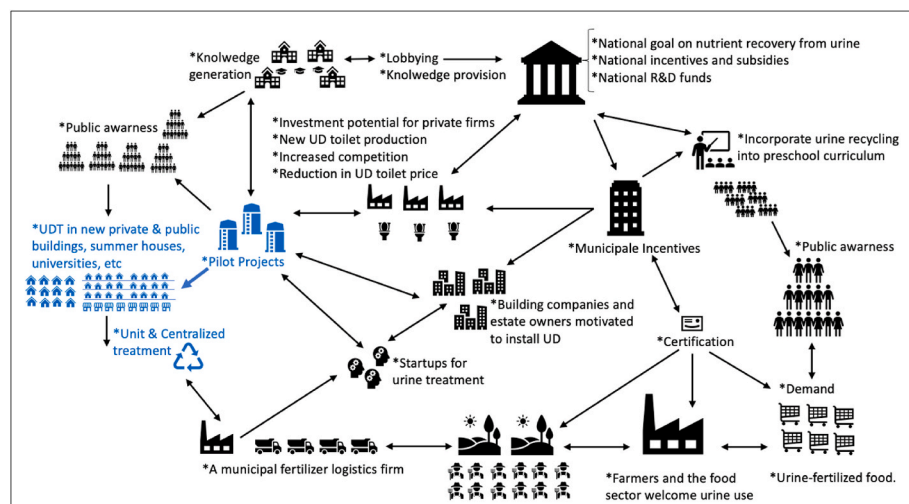 *Knolwedge
generation
*Lobbying
*Knolwedge provision
*National goal on nutrient recovery from urine
*National incentives and subsidies
*National R&D funds
*Public awarness
*Investment potential for private firms
*New UD toilet production
*Increased competition
*Reduction in UD toilet price
*Incorporate urine recycling
into preschool curriculum
*UDT in new private & public
buildings, summer houses,
universities, etc
*Pilot Projects
*Municipale Incentives
*Public awarness
*Building companies and
estate owners motivated
to install UD
*Unit & Centralized
treatment
*Startups for
urine treatment
*Certification
*Demand
*A municipal fertilizer logistics firm
*Farmers and the food
sector welcome urine use
*Urine-fertilized food.